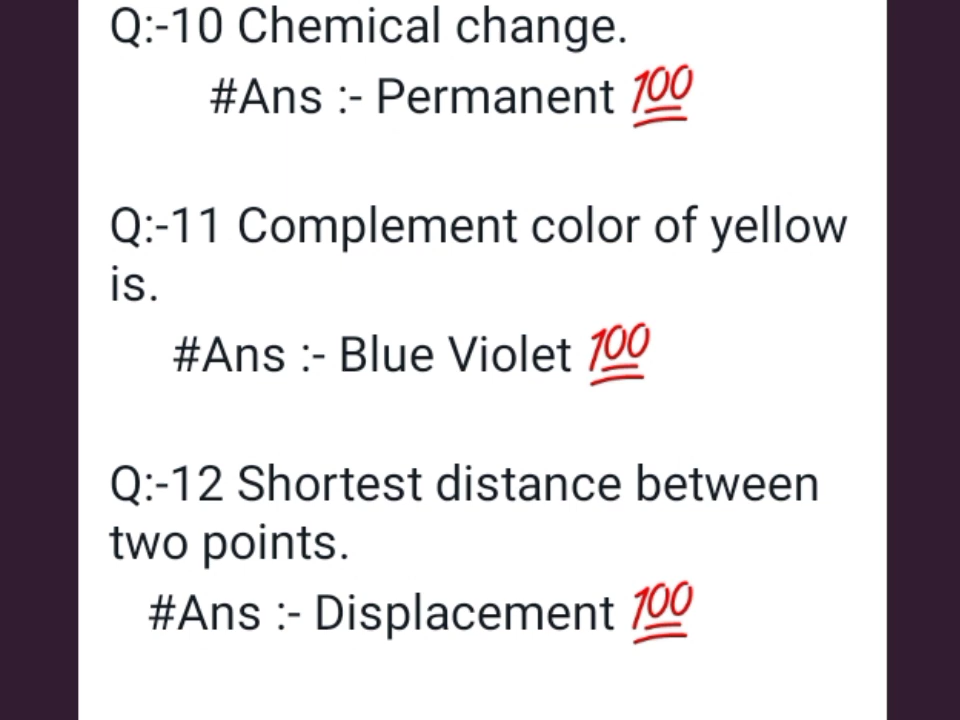 Q:-10 Chemical change.
#Ans :- Permanent 💯
Q:-11 Complement color of yellow
is.
#Ans :- Blue Violet 💯
Q:-12 Shortest distance between
two points.
#Ans :- Displacement 💯